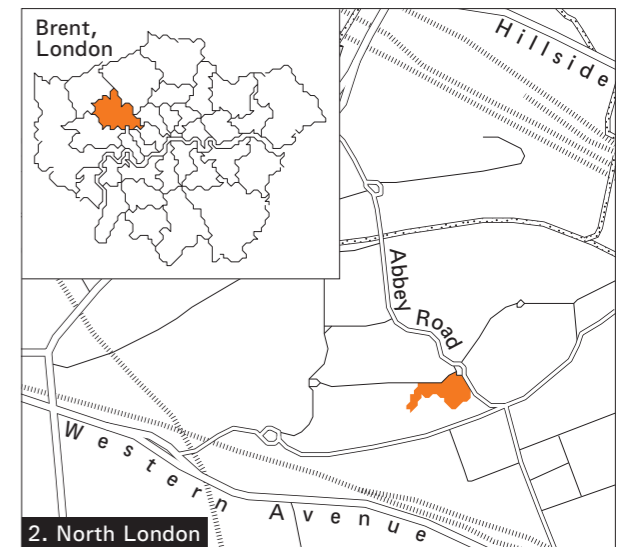 Brent,
London
Hillside
Abbey Road
Western Avenue
2. North London